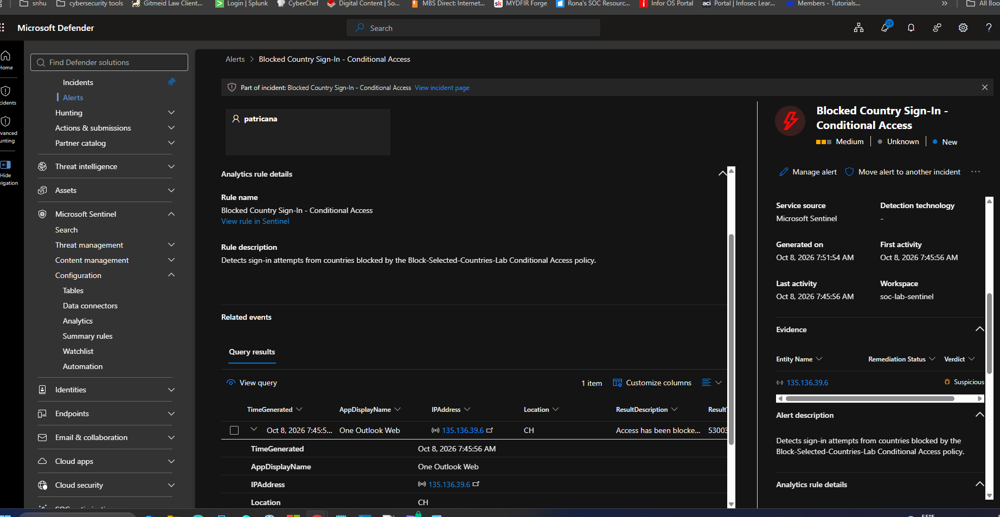 snhu
cybersecurity tools
Gitmeid Law Client...
Login | Splunk
CyberChef
Digital Content | So...
MBS Direct: Internet...
MYDFIR Forge
Rona's SOC Resourc...
Infor OS Portal
Portal | Infosec Lear...
Members - Tutorials...
All Boo
Microsoft Defender
Search
29
Home
cidents
vanced
unting
Hide
vigation
Find Defender solutions
Incidents
Alerts
Hunting
Actions & submissions
Partner catalog
Threat intelligence
Assets
Microsoft Sentinel
Search
Threat management
Content management
Configuration
Tables
Data connectors
Analytics
Summary rules
Watchlist
Automation
Identities
Endpoints
Email & collaboration
Cloud apps
Cloud security
Alerts > Blocked Country Sign-In - Conditional Access
Part of incident: Blocked Country Sign-In - Conditional Access View incident page
patricana
Analytics rule details
Rule name
Blocked Country Sign-In - Conditional Access
View rule in Sentinel
Rule description
Detects sign-in attempts from countries blocked by the Block-Selected-Countries-Lab Conditional Access policy.
Related events
Query results
View query
1 item
Customize columns
TimeGenerated AppDisplayName IPAddress Location ResultDescription ResultT
Oct 8, 2026 7:45:5... One Outlook Web 135.136.39.6 CH Access has been blocke... 53003
TimeGenerated Oct 8, 2026 7:45:56 AM
AppDisplayName One Outlook Web
IPAddress 135.136.39.6
Location CH
Blocked Country Sign-In -
Conditional Access
Medium Unknown New
Manage alert Move alert to another incident ...
Service source Detection technology
Microsoft Sentinel -
Generated on First activity
Oct 8, 2026 7:51:54 AM Oct 8, 2026 7:45:56 AM
Last activity Workspace
Oct 8, 2026 7:45:56 AM soc-lab-sentinel
Evidence
Entity Name Remediation Status Verdict
135.136.39.6 Suspicious
Alert description
Detects sign-in attempts from countries blocked by the
Block-Selected-Countries-Lab Conditional Access policy.
Analytics rule details
55°F